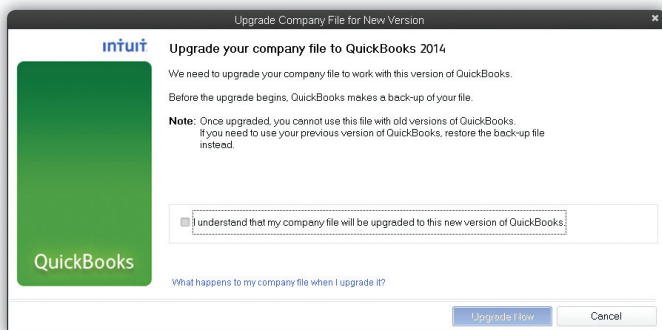 Upgrade Company File for New Version
intuit
Upgrade your company file to QuickBooks 2014
We need to upgrade your company file to work with this version of QuickBooks.
Before the upgrade begins, QuickBooks makes a back-up of your file.
Note: Once upgraded, you cannot use this file with old versions of QuickBooks.
If you need to use your previous version of QuickBooks, restore the back-up file
instead.
I understand that my company file will be upgraded to this new version of QuickBooks.
QuickBooks
What happens to my company file when I upgrade it?
Upgrade Now
Cancel